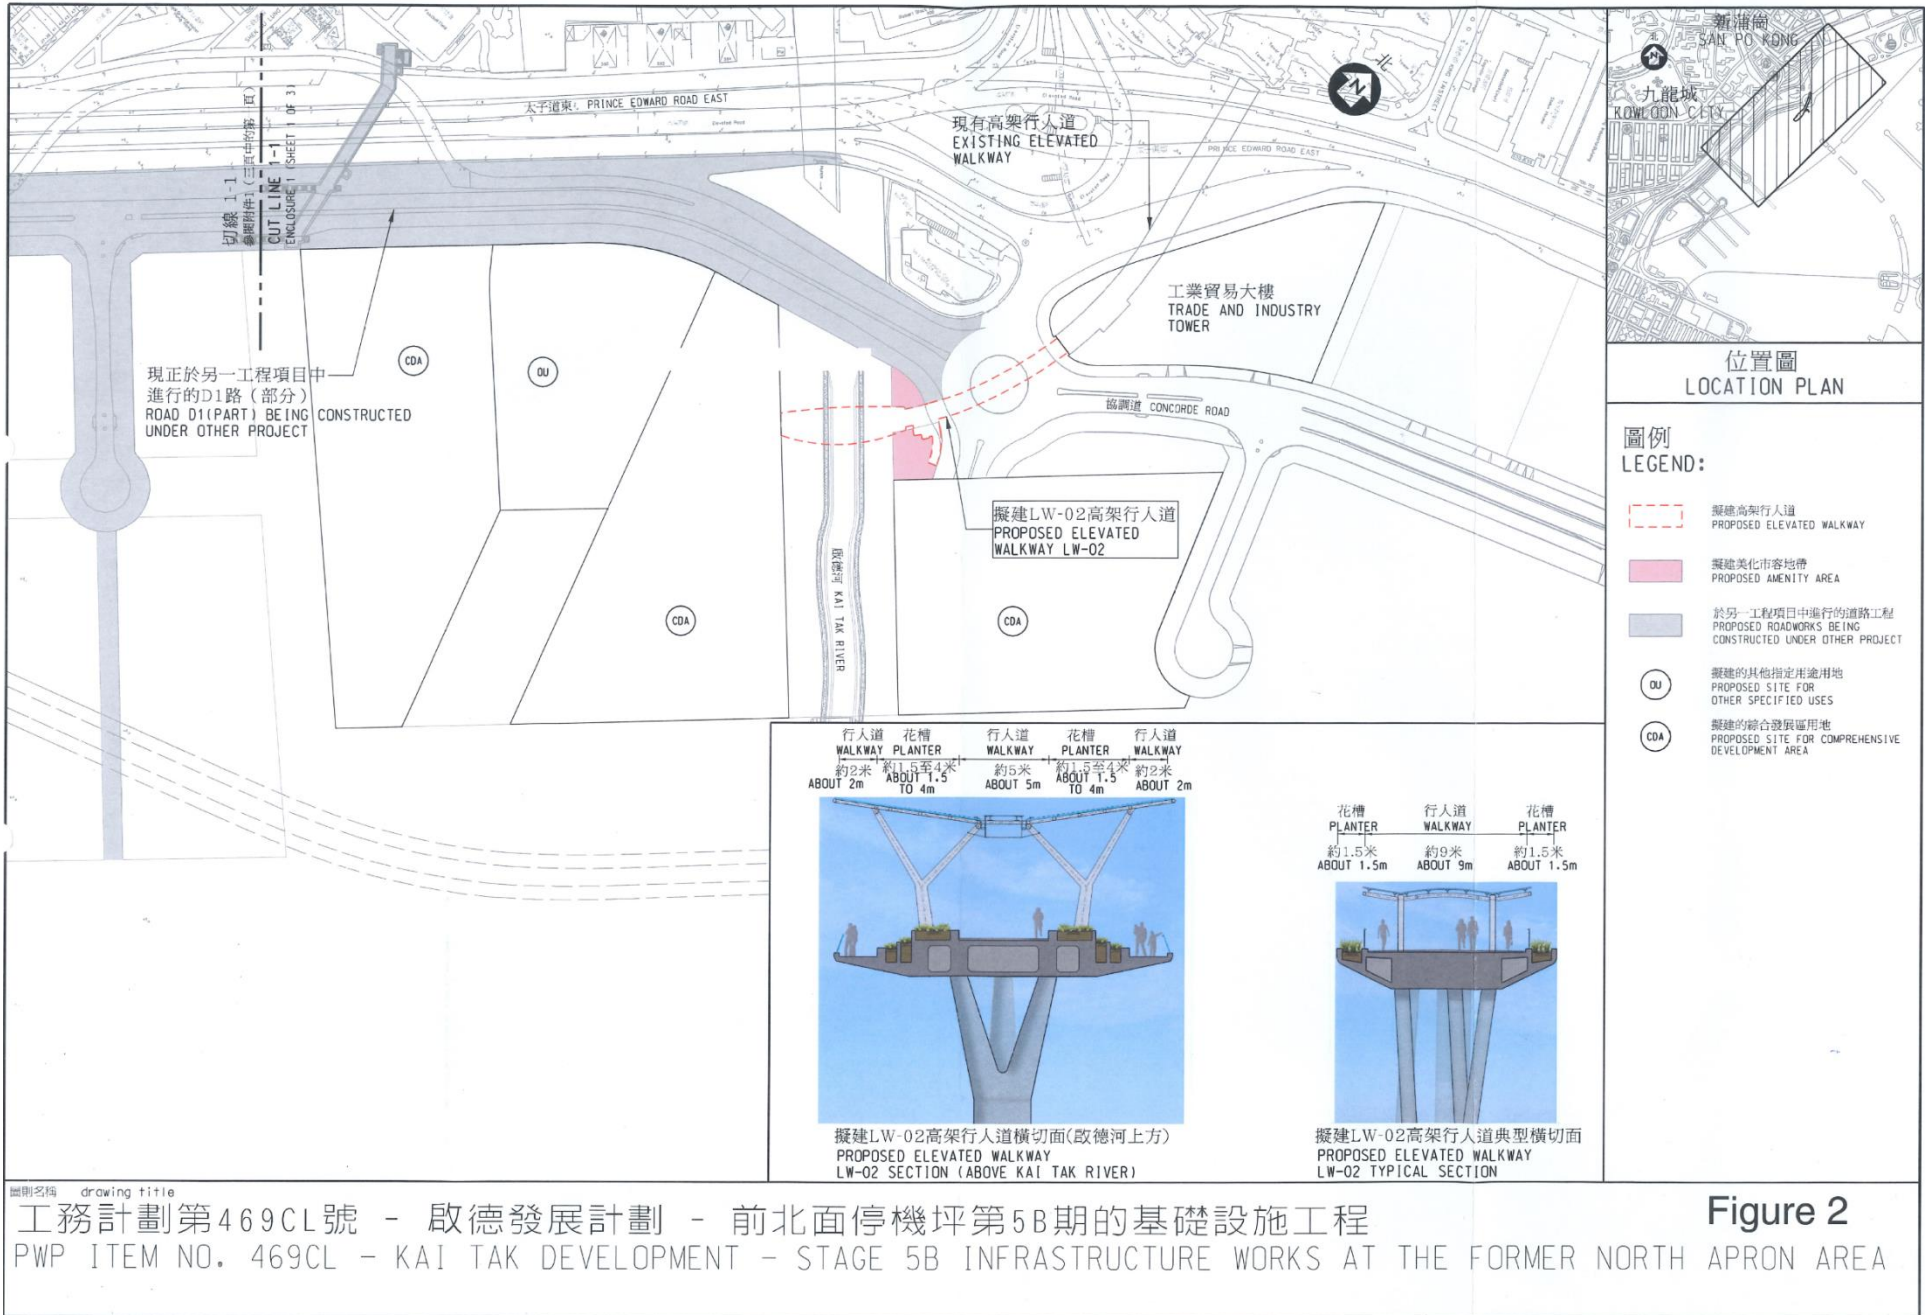 太子道東 PRINCE EDWARD ROAD EAST
現有高架行人道
EXISTING ELEVATED
WALKWAY
PRINCE EDWARD ROAD EAST
北
N
切線 1-1
CUT LINE 1-1
ENCLOSURE 1 (SHEET 1 OF 3)
工業貿易大樓
TRADE AND INDUSTRY
TOWER
現正於另一工程項目中
進行的D1路(部分)
ROAD D1(PART) BEING CONSTRUCTED
UNDER OTHER PROJECT
CDA
OU
協調道 CONCORDE ROAD
擬建LW-02高架行人道
PROPOSED ELEVATED
WALKWAY LW-02
啟德河 KAI TAK RIVER
CDA
CDA
行人道 花槽 行人道 花槽 行人道
WALKWAY PLANTER WALKWAY PLANTER WALKWAY
約2米 約1.5至4米 約5米 約1.5至4米 約2米
ABOUT 2m ABOUT 1.5 TO 4m ABOUT 5m ABOUT 1.5 TO 4m ABOUT 2m
擬建LW-02高架行人道橫切面(啟德河上方)
PROPOSED ELEVATED WALKWAY
LW-02 SECTION (ABOVE KAI TAK RIVER)
花槽 行人道 花槽
PLANTER WALKWAY PLANTER
約1.5米 約9米 約1.5米
ABOUT 1.5m ABOUT 9m ABOUT 1.5m
擬建LW-02高架行人道典型橫切面
PROPOSED ELEVATED WALKWAY
LW-02 TYPICAL SECTION
新蒲崗
SAN PO KONG
北
N
九龍城
KOWLOON CITY
位置圖
LOCATION PLAN
圖例
LEGEND:
擬建高架行人道
PROPOSED ELEVATED WALKWAY
擬建美化市容地帶
PROPOSED AMENITY AREA
於另一工程項目中進行的道路工程
PROPOSED ROADWORKS BEING
CONSTRUCTED UNDER OTHER PROJECT
OU
擬建的其他指定用途用地
PROPOSED SITE FOR
OTHER SPECIFIED USES
CDA
擬建的綜合發展區用地
PROPOSED SITE FOR COMPREHENSIVE
DEVELOPMENT AREA
圖則名稱 drawing title
工務計劃第469CL號 - 啟德發展計劃 - 前北面停機坪第5B期的基礎設施工程
PWP ITEM NO. 469CL - KAI TAK DEVELOPMENT - STAGE 5B INFRASTRUCTURE WORKS AT THE FORMER NORTH APRON AREA
Figure 2